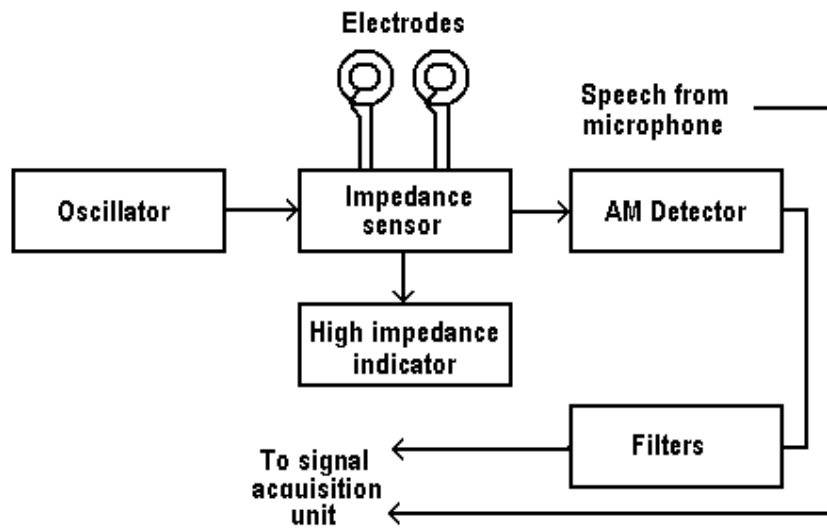 Electrodes
Speech from
microphone
Oscillator
Impedance
sensor
AM Detector
High impedance
indicator
Filters
To signal
acquisition
unit